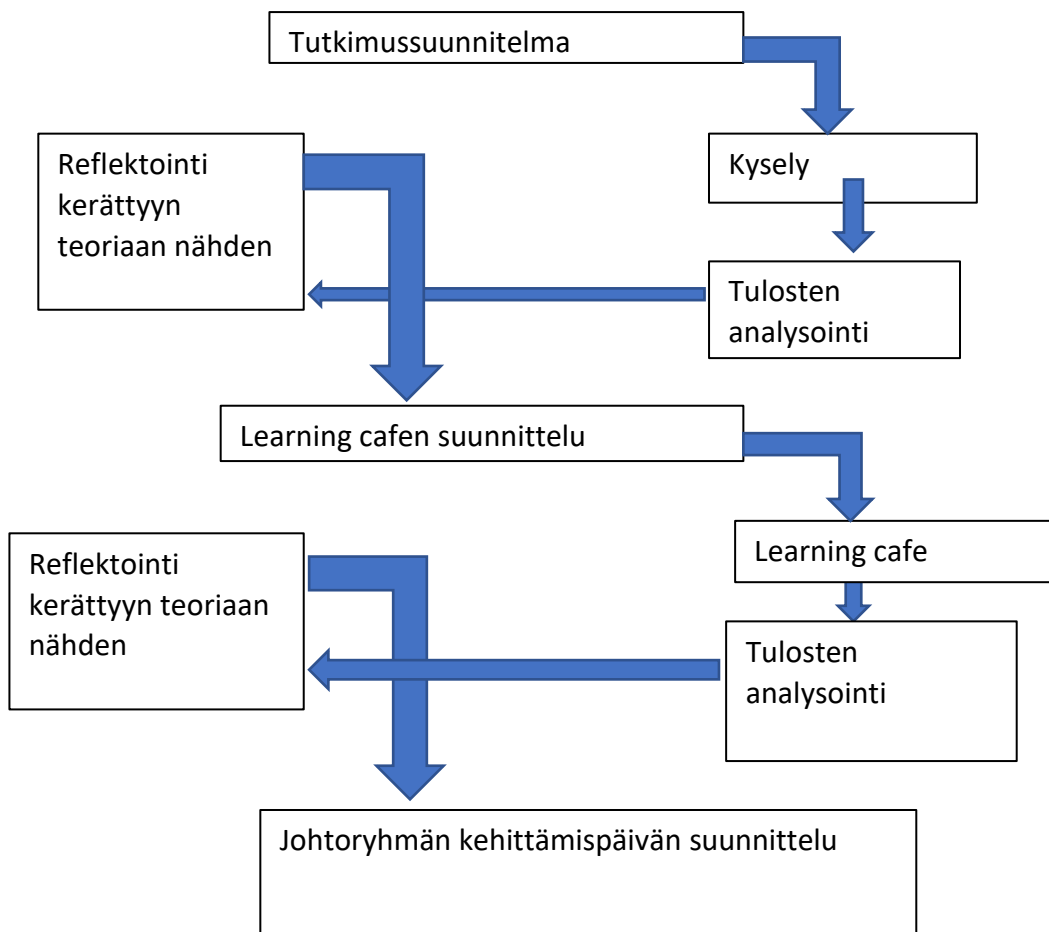 Tutkimussuunnitelma
Kysely
Reflektointi
kerättyyn
teoriaan nähden
Tulosten
analysointi
Learning cafen suunnittelu
Learning cafe
Reflektointi
kerättyyn teoriaan
nähden
Tulosten
analysointi
Johtoryhmän kehittämispäivän suunnittelu